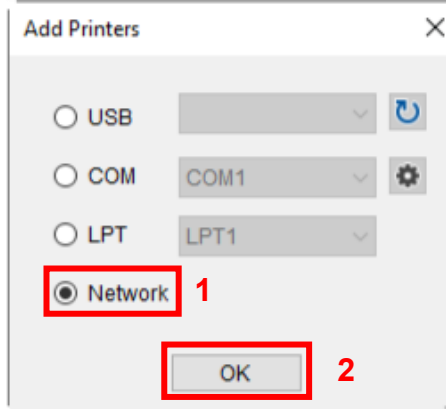 Add Printers
USB
COM COM1
LPT LPT1
Network 1
OK 2